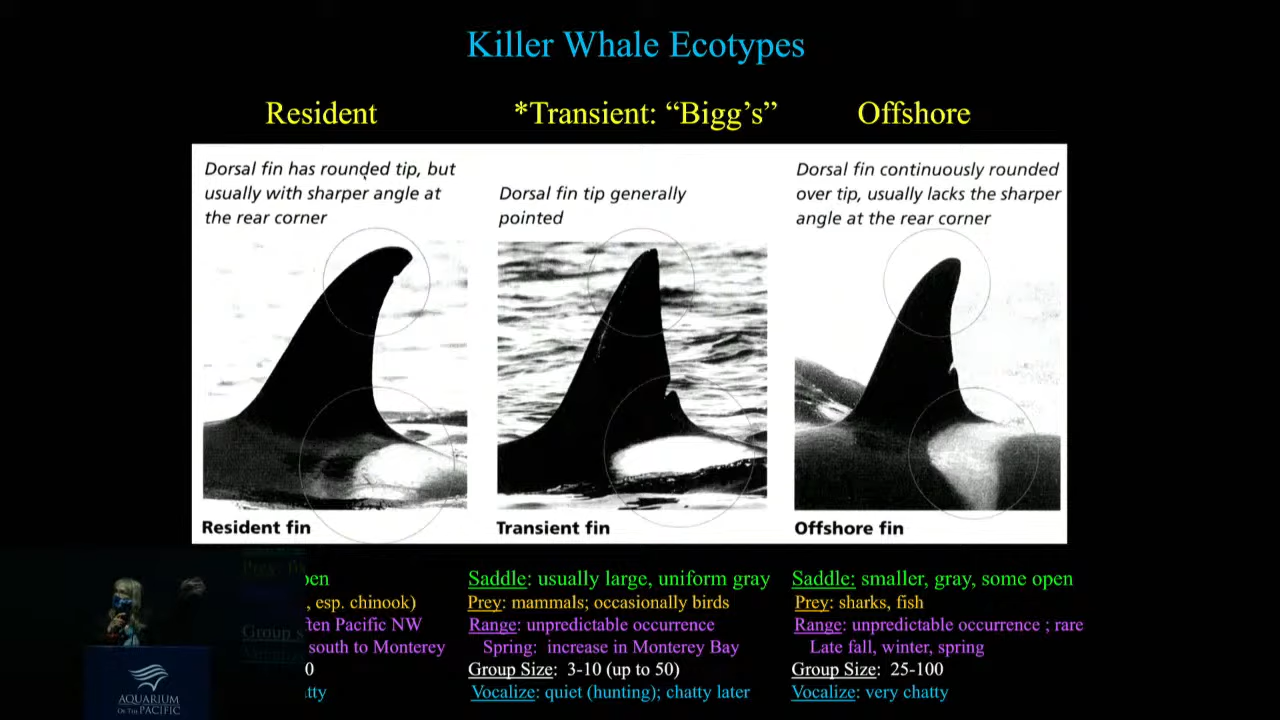 Killer Whale Ecotypes
Resident
*Transient: “Bigg’s”
Offshore
Dorsal fin has rounded tip, but
usually with sharper angle at
the rear corner
Dorsal fin tip generally
pointed
Dorsal fin continuously rounded
over tip, usually lacks the sharper
angle at the rear corner
Resident fin
Transient fin
Offshore fin
, esp. chinook)
Pacific NW
south to Monterey
Saddle: usually large, uniform gray
Prey: mammals; occasionally birds
Range: unpredictable occurrence
Spring: increase in Monterey Bay
Group Size: 3-10 (up to 50)
Vocalize: quiet (hunting); chatty later
Saddle: smaller, gray, some open
Prey: sharks, fish
Range: unpredictable occurrence ; rare
Late fall, winter, spring
Group Size: 25-100
Vocalize: very chatty
AQUARIUM
OF THE PACIFIC